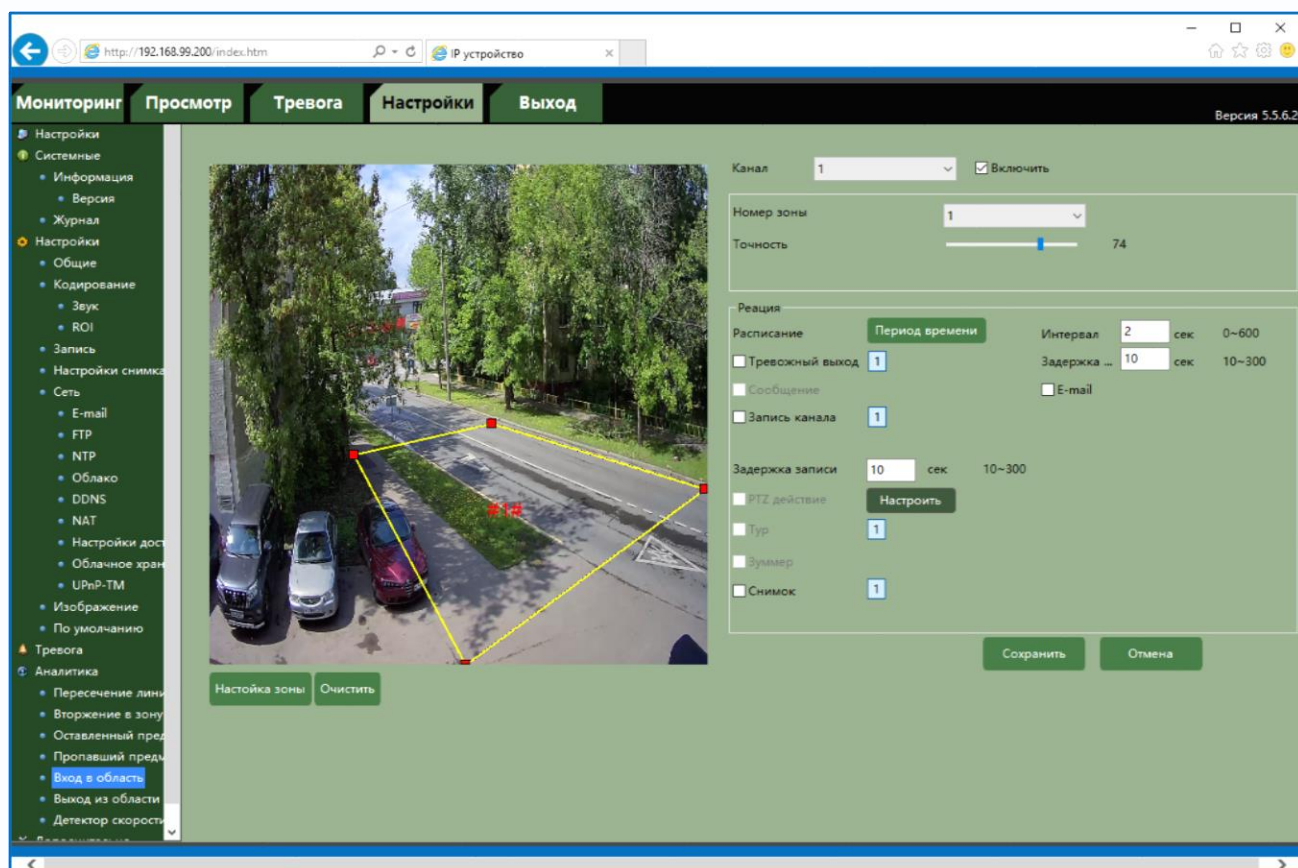 http://192.168.99.200/index.htm
IP устройство
Мониторинг Просмотр Тревога Настройки Выход
Версия 5.5.6.2
Настройки
Системные
Информация
Версия
Журнал
Настройки
Общие
Кодирование
Звук
ROI
Запись
Настройки снимка
Сеть
E-mail
FTP
NTP
Облако
DDNS
NAT
Настройки дост
Облачное хран
UPnP-TM
Изображение
По умолчанию
Тревога
Аналитика
Пересечение лини
Вторжение в зону
Оставленный пред
Пропавший предм
Вход в область
Выход из области
Детектор скорости
#1#
Настойка зоны Очистить
Канал 1 Включить
Номер зоны 1
Точность 74
Реация
Расписание Период времени Интервал 2 сек 0~600
Тревожный выход 1 Задержка ... 10 сек 10~300
Сообщение E-mail
Запись канала 1
Задержка записи 10 сек 10~300
PTZ действие Настроить
Тур 1
Зуммер
Снимок 1
Сохранить Отмена